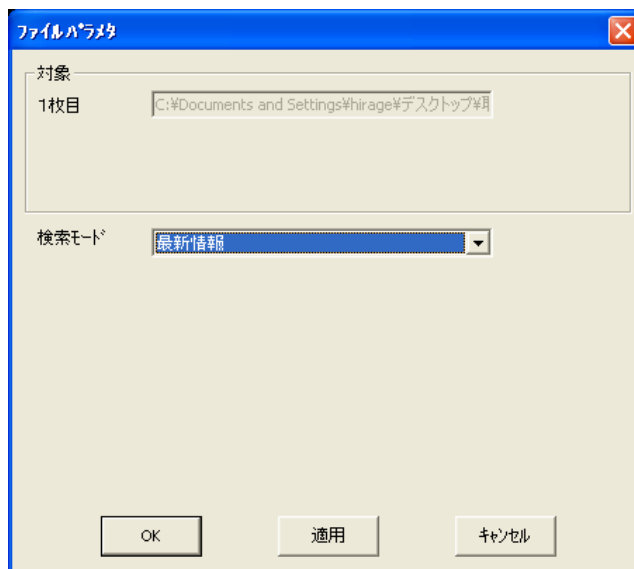 ﾌｧｲﾙﾊﾟﾗﾒﾀ
対象
1枚目
C:¥Documents and Settings¥hirage¥デスクトップ¥
検索ﾓｰﾄﾞ
最新情報
OK
適用
ｷｬﾝｾﾙ